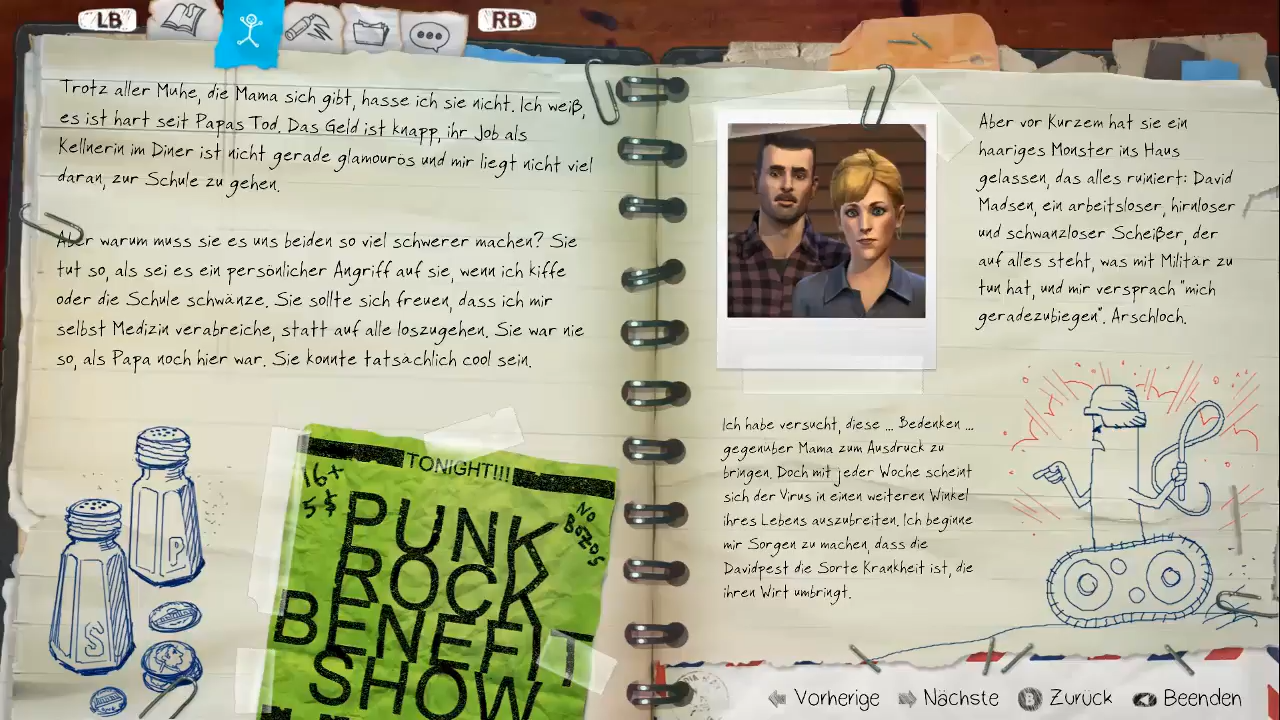 LB
RB
Trotz aller Muhe, die Mama sich gibt, hasse ich sie nicht. Ich weiß,
es ist hart seit Papas Tod. Das Geld ist knapp, ihr Job als
Kellnerin im Diner ist nicht gerade glamouros und mir liegt nicht viel
daran, zur Schule zu gehen.
Aber warum muss sie es uns beiden so viel schwerer machen? Sie
tut so, als sei es ein personlicher Angriff auf sie, wenn ich kiffe
oder die Schule schwanze. Sie sollte sich freuen, dass ich mir
selbst Medizin verabreiche, statt auf alle loszugehen. Sie war nie
so, als Papa noch hier war. Sie konnte tatsachlich cool sein.
P
S
TONIGHT!!!
16+
5$
NO
BOZOS
PUNK
ROCK
BENEFIT
SHOW
Aber vor Kurzem hat sie ein
haariges Monster ins Haus
gelassen, das alles ruiniert: David
Madsen, ein arbeitsloser, hirnloser
und schwanzloser Scheißer, der
auf alles steht, was mit Militar zu
tun hat, und mir versprach "mich
geradezubiegen". Arschloch.
Ich habe versucht, diese ... Bedenken ...
gegenuber Mama zum Ausdruck zu
bringen. Doch mit jeder Woche scheint
sich der Virus in einen weiteren Winkel
ihres Lebens auszubreiten. Ich beginne
mir Sorgen zu machen, dass die
Davidpest die Sorte Krankheit ist, die
ihren Wirt umbringt.
Vorherige
Nachste
B Zuruck
Beenden